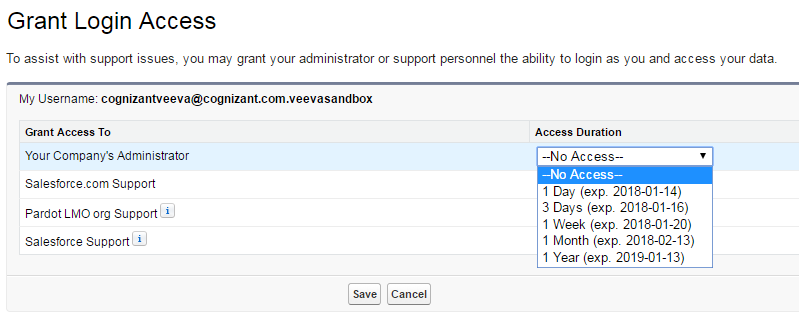 Grant Login Access
To assist with support issues, you may grant your administrator or support personnel the ability to login as you and access your data.
My Username: cognizantveeva@cognizant.com.veevasandbox
Grant Access To Access Duration
Your Company's Administrator --No Access--
--No Access--
Salesforce.com Support 1 Day (exp. 2018-01-14)
3 Days (exp. 2018-01-16)
Pardot LMO org Support i 1 Week (exp. 2018-01-20)
Salesforce Support i 1 Month (exp. 2018-02-13)
1 Year (exp. 2019-01-13)
Save Cancel